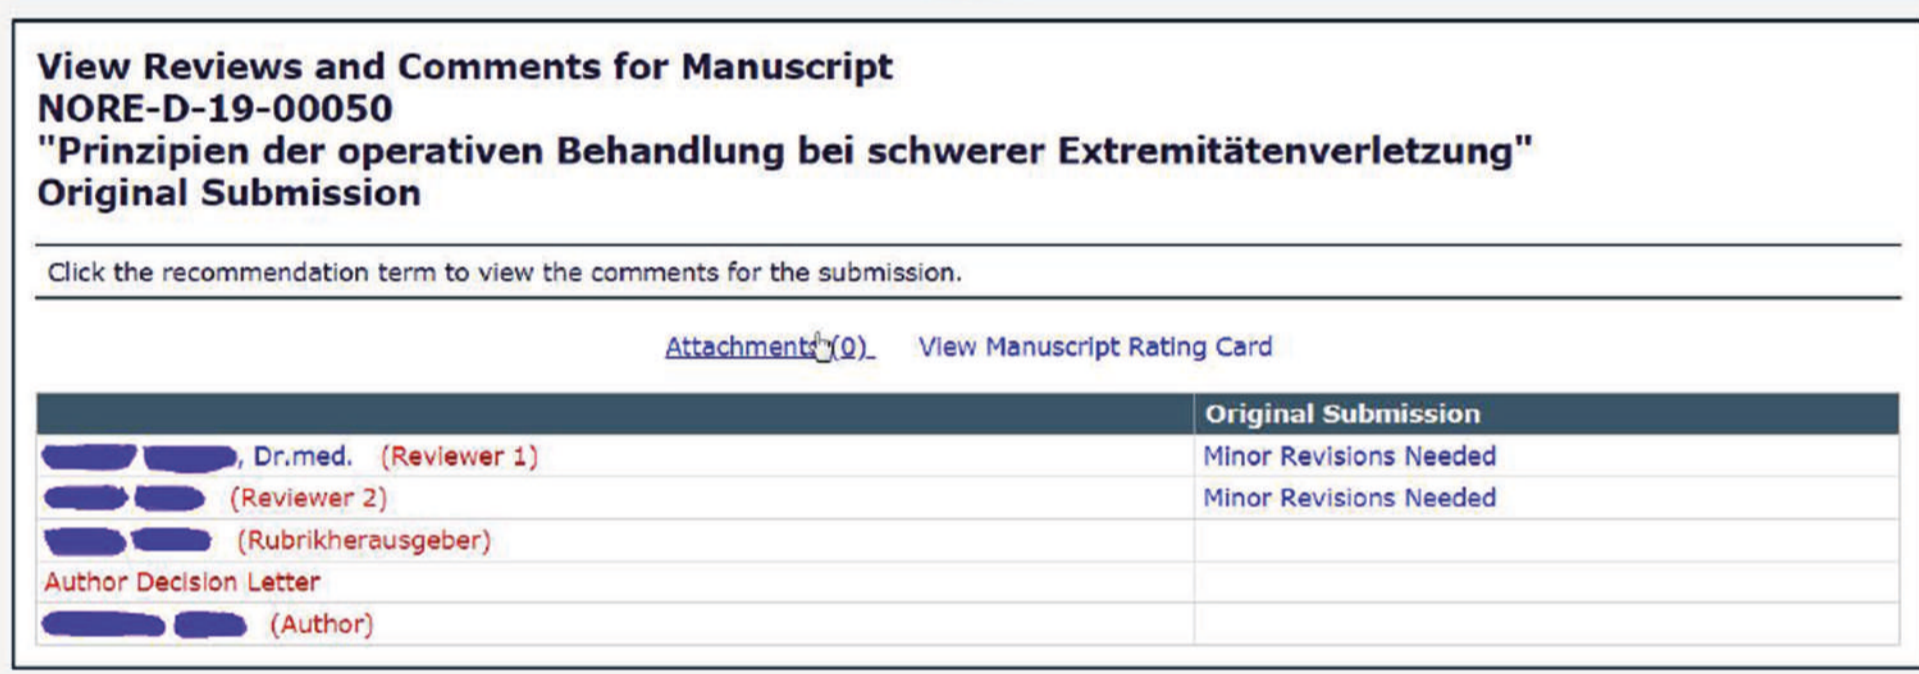 View Reviews and Comments for Manuscript
NORE-D-19-00050
"Prinzipien der operativen Behandlung bei schwerer Extremitätenverletzung"
Original Submission
Click the recommendation term to view the comments for the submission.
Attachments (0) View Manuscript Rating Card
Original Submission
, Dr.med. (Reviewer 1) Minor Revisions Needed
(Reviewer 2) Minor Revisions Needed
(Rubrikherausgeber)
Author Decision Letter
(Author)